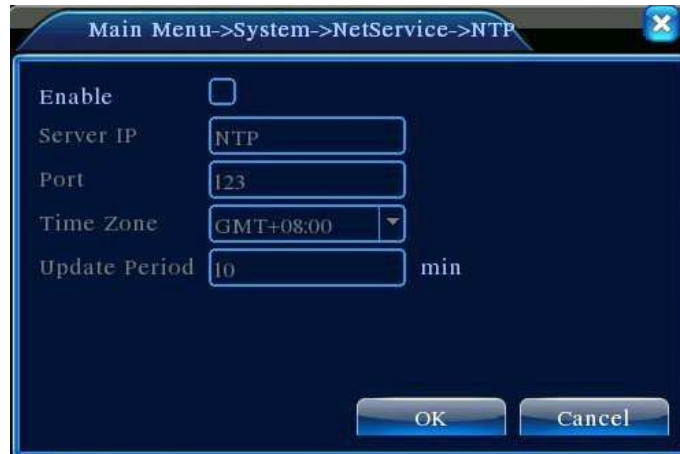 Main Menu->System->NetService->NTP
Enable
Server IP NTP
Port 123
Time Zone GMT+08:00
Update Period 10 min
OK Cancel